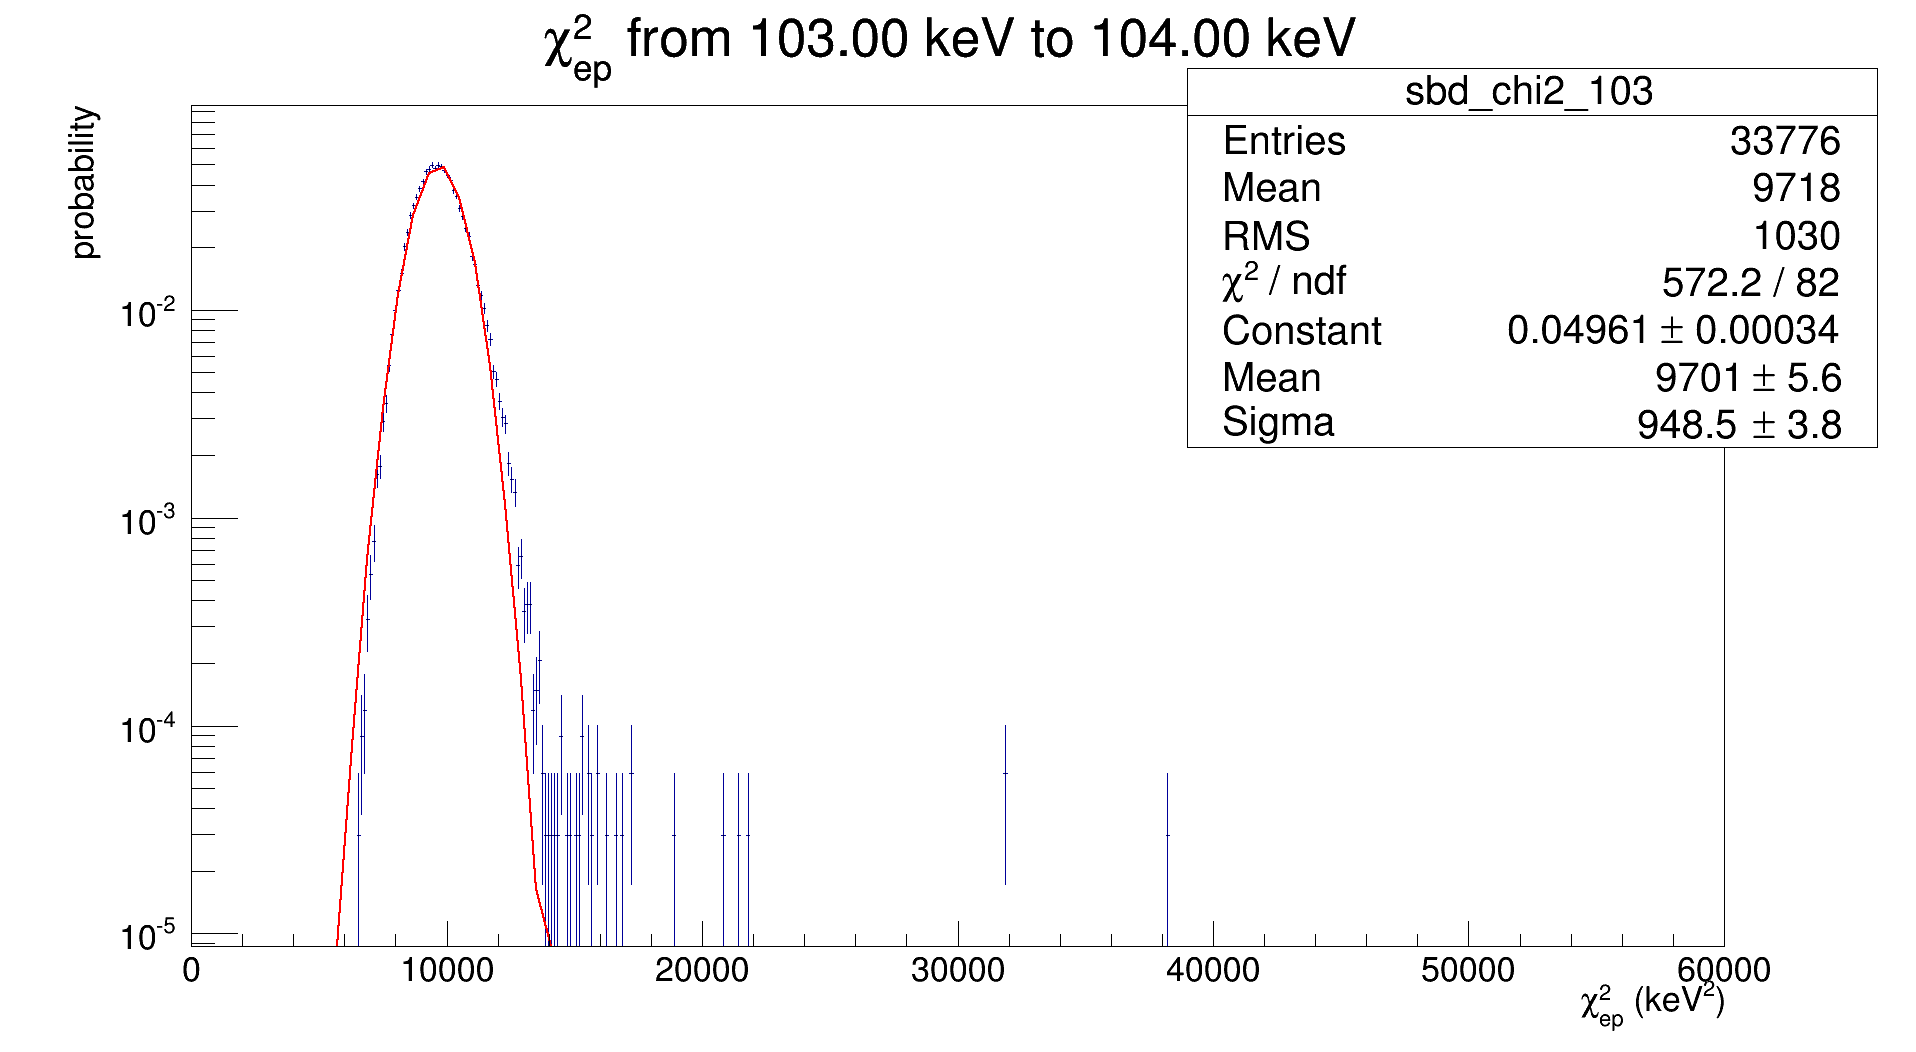 χ²ep from 103.00 keV to 104.00 keV
sbd_chi2_103
Entries 33776
Mean 9718
RMS 1030
χ² / ndf 572.2 / 82
Constant 0.04961 ± 0.00034
Mean 9701 ± 5.6
Sigma 948.5 ± 3.8
probability
10⁻²
10⁻³
10⁻⁴
10⁻⁵
0 10000 20000 30000 40000 50000 60000
χ²ep (keV²)